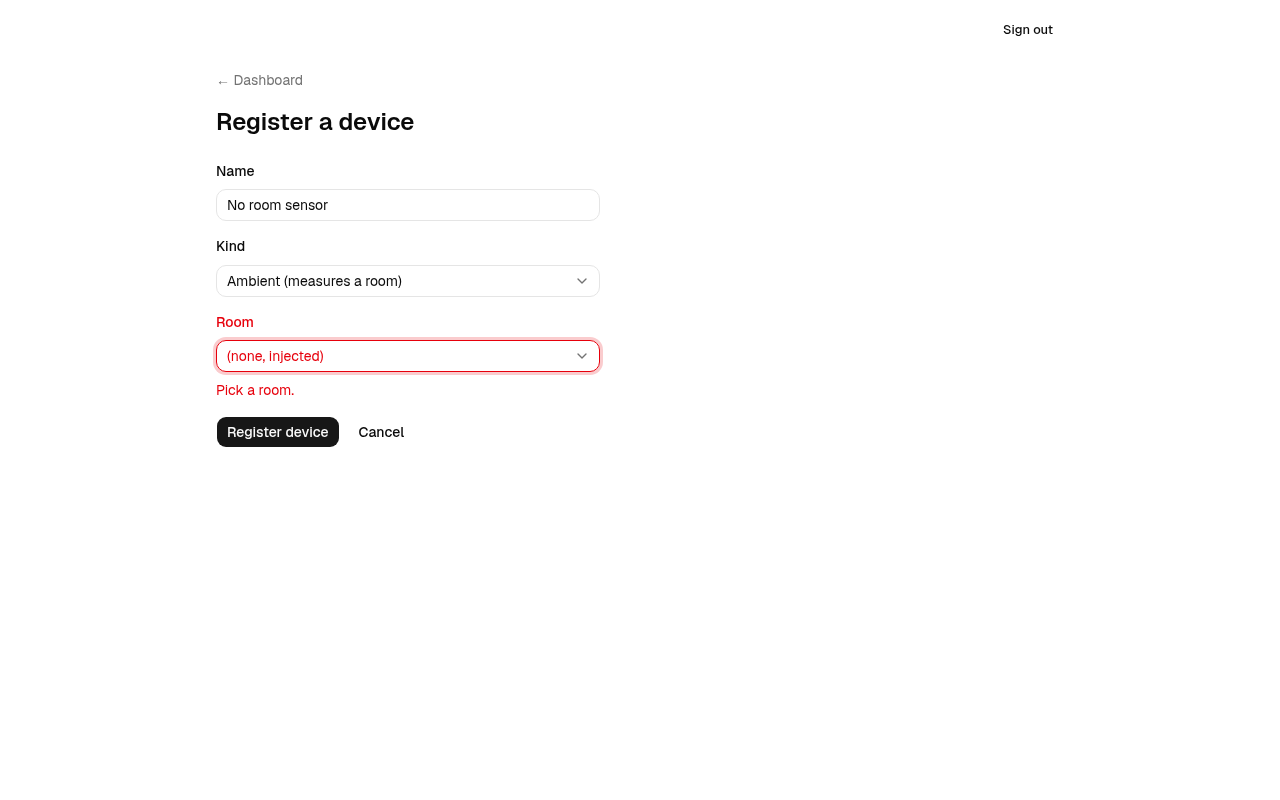 Sign out
← Dashboard
Register a device
Name
No room sensor
Kind
Ambient (measures a room)
Room
(none, injected)
Pick a room.
Register device
Cancel